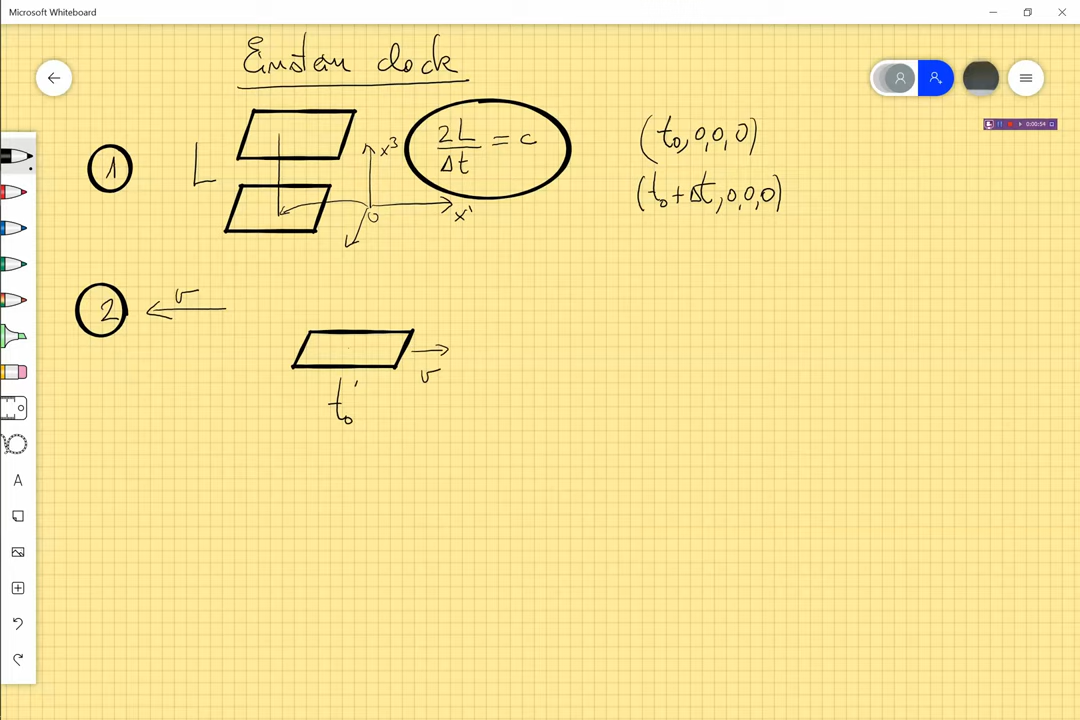 Microsoft Whiteboard
Einstein clock
0:00:54
1
L
x³
O
x¹
2L/Δt = c
(t₀,0,0,0)
(t₀+Δt,0,0,0)
2
v
v
t₀'
A